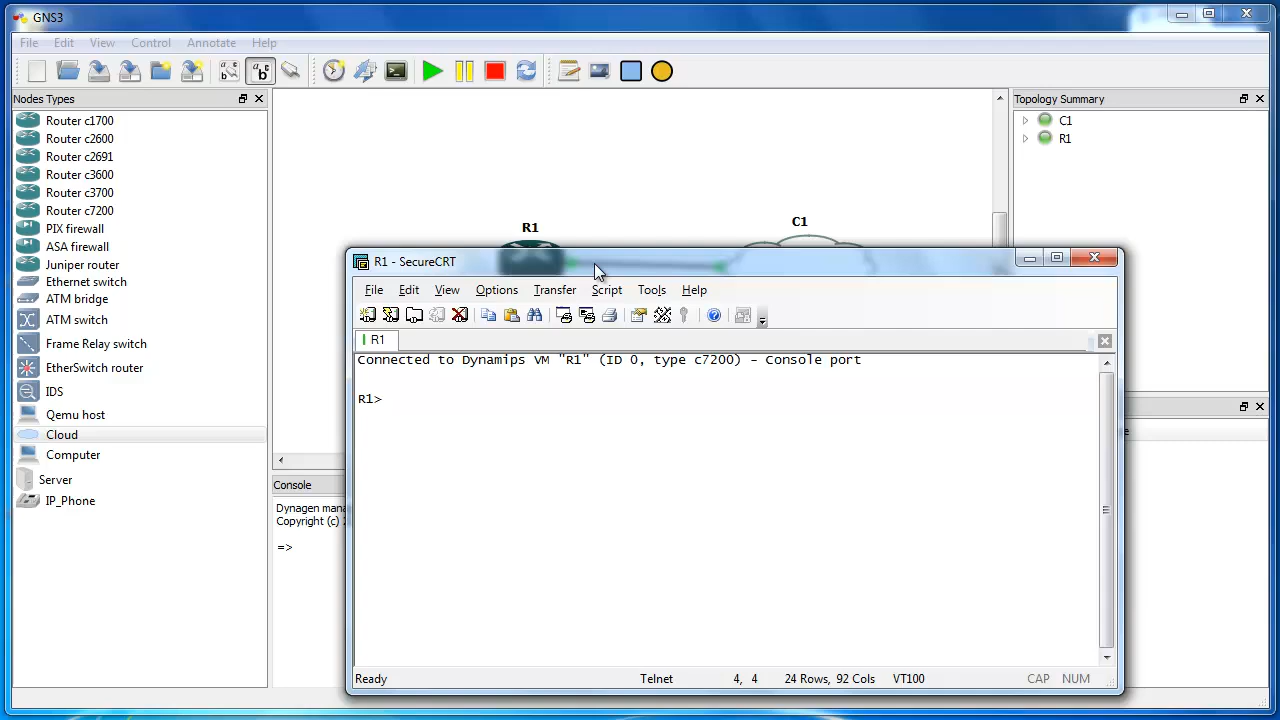 GNS3
File Edit View Control Annotate Help
Nodes Types
Topology Summary
Router c1700
Router c2600
Router c2691
Router c3600
Router c3700
Router c7200
PIX firewall
ASA firewall
Juniper router
Ethernet switch
ATM bridge
ATM switch
Frame Relay switch
EtherSwitch router
IDS
Qemu host
Cloud
Computer
Server
IP_Phone
C1
R1
R1
C1
Console
Copyright (c)
=>
R1 - SecureCRT
File Edit View Options Transfer Script Tools Help
R1
Connected to Dynamips VM "R1" (ID 0, type c7200) - Console port
R1>
Ready
Telnet
4, 4
24 Rows, 92 Cols
VT100
CAP NUM